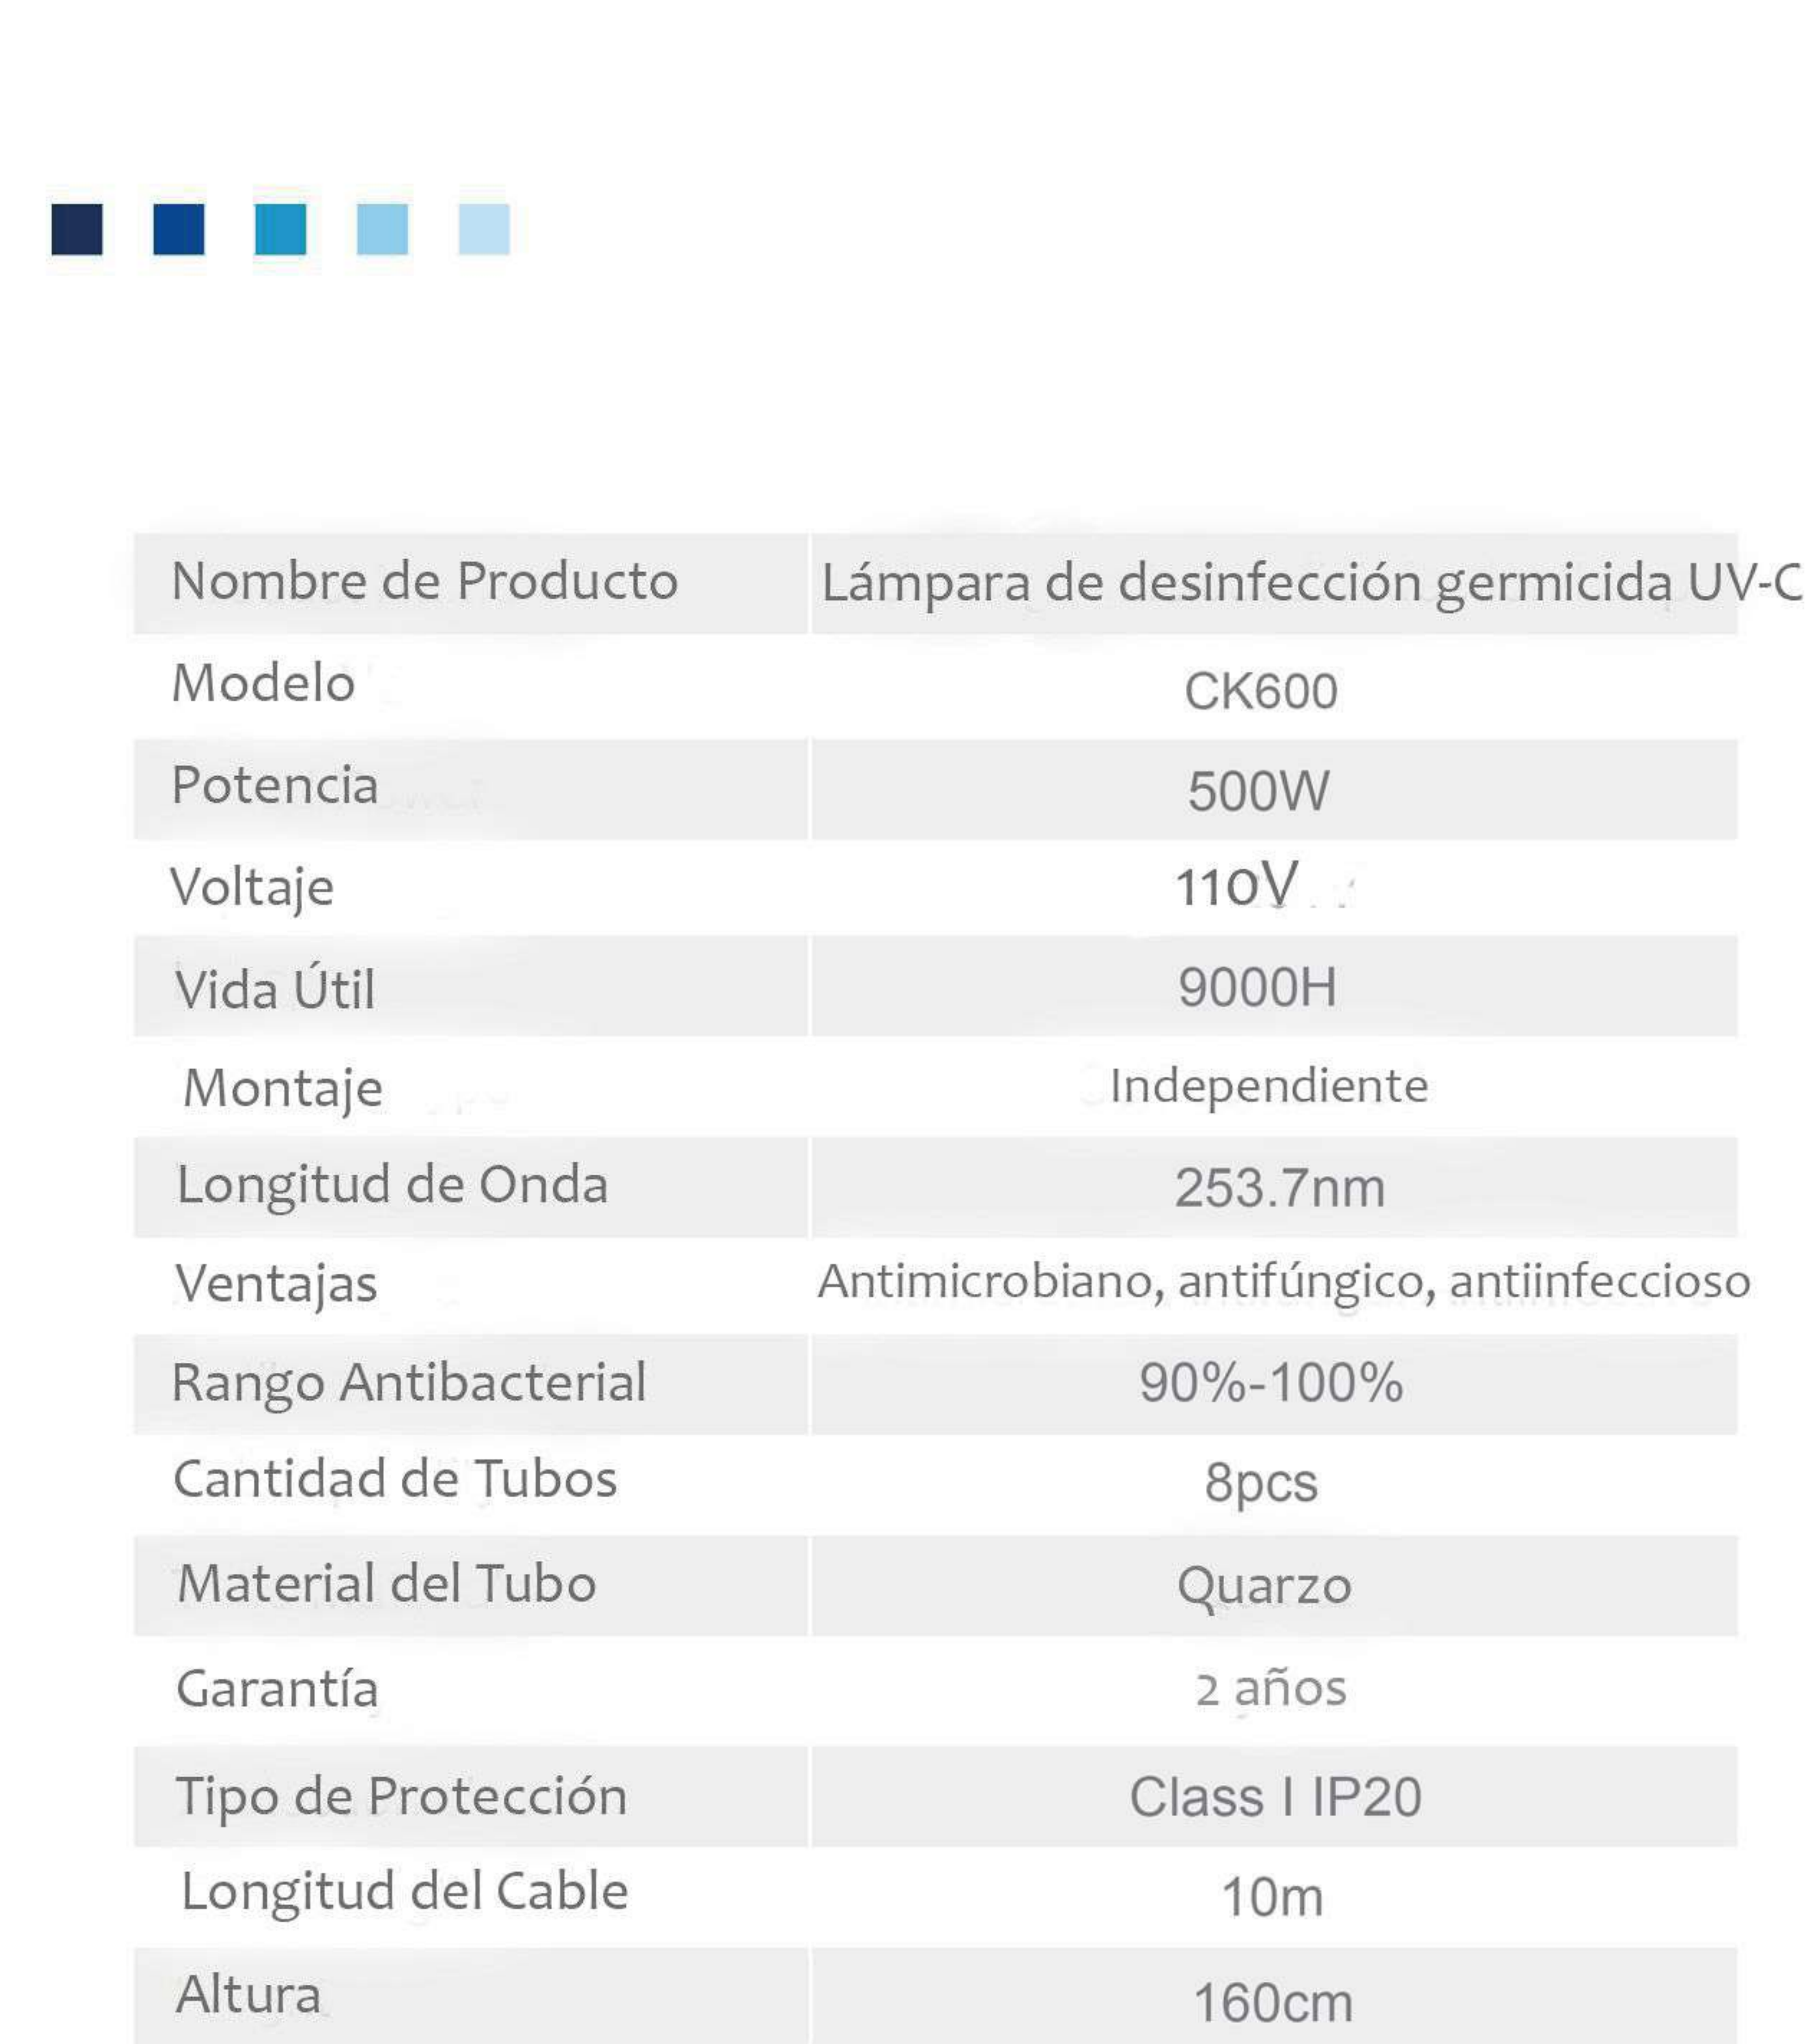 Nombre de Producto Lámpara de desinfección germicida UV-C
Modelo CK600
Potencia 500W
Voltaje 110V
Vida Útil 9000H
Montaje Independiente
Longitud de Onda 253.7nm
Ventajas Antimicrobiano, antifúngico, antiinfeccioso
Rango Antibacterial 90%-100%
Cantidad de Tubos 8pcs
Material del Tubo Quarzo
Garantía 2 años
Tipo de Protección Class I IP20
Longitud del Cable 10m
Altura 160cm